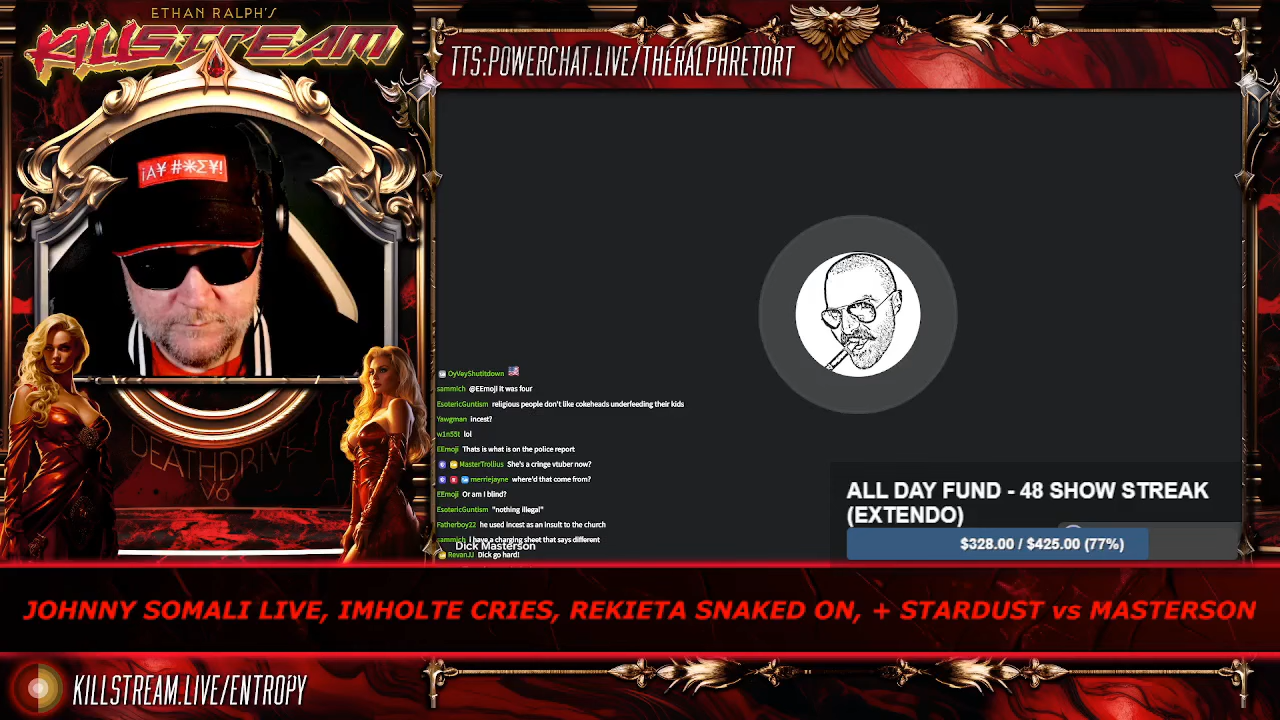 ETHAN RALPH'S
KILLSTREAM
TTS:POWERCHAT.LIVE/THERALPHRETORT
¡A¥ #*Σ¥!
OyVeyShutItdown
sammich @EEmoji It was four
EsotericGuntism religious people don't like cokeheads underfeeding their kids
Yawgman incest?
w1n55t lol
EEmoji Thats is what is on the police report
MasterTrollius She's a cringe vtuber now?
merriejayne where'd that come from?
EEmoji Or am I blind?
EsotericGuntism "nothing illegal"
Fatherboy22 he used incest as an insult to the church
sammich I have a charging sheet that says different
Dick Masterson
RevanJJ Dick go hard!
DEATHDRIVE
V6
ALL DAY FUND - 48 SHOW STREAK
(EXTENDO)
$328.00 / $425.00 (77%)
JOHNNY SOMALI LIVE, IMHOLTE CRIES, REKIETA SNAKED ON, + STARDUST vs MASTERSON
KILLSTREAM.LIVE/ENTROPY